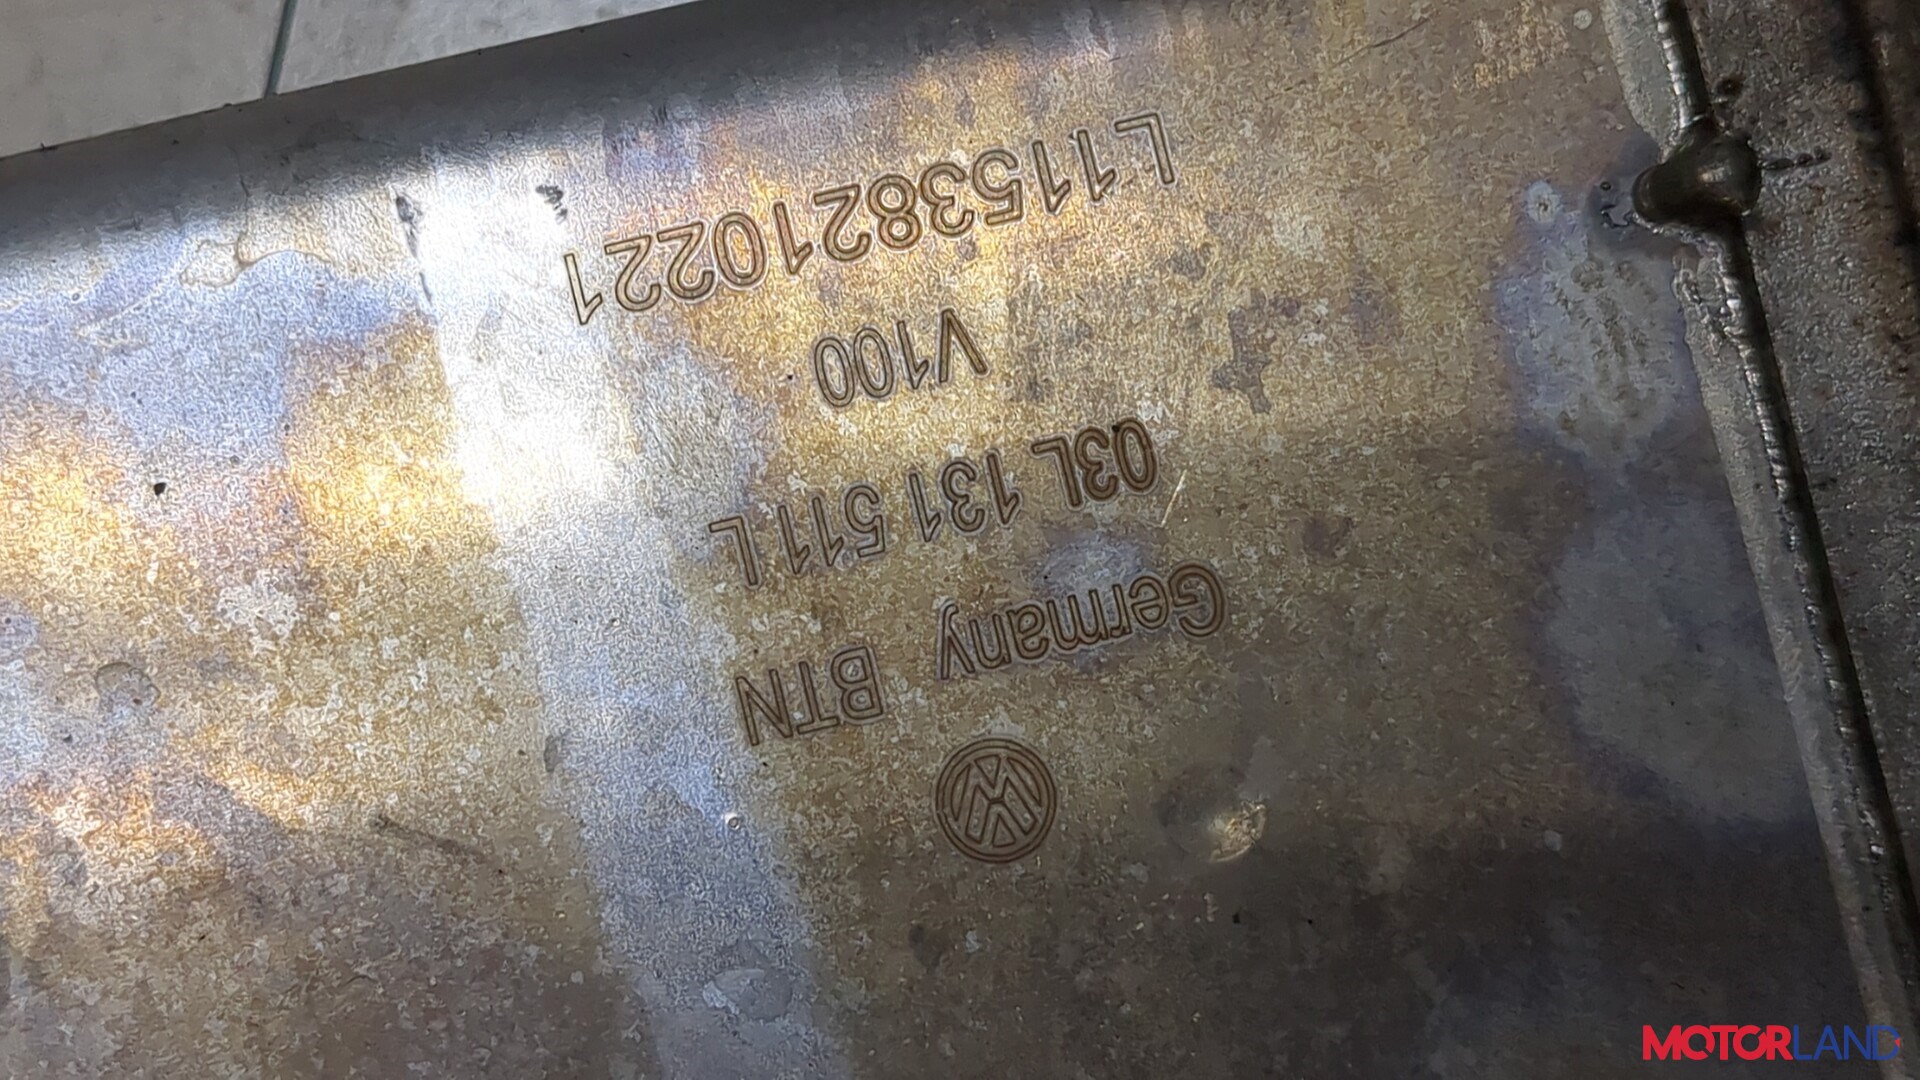 Germany BTN
03L 131 511 L
V100
L11538210221
MOTORLAND